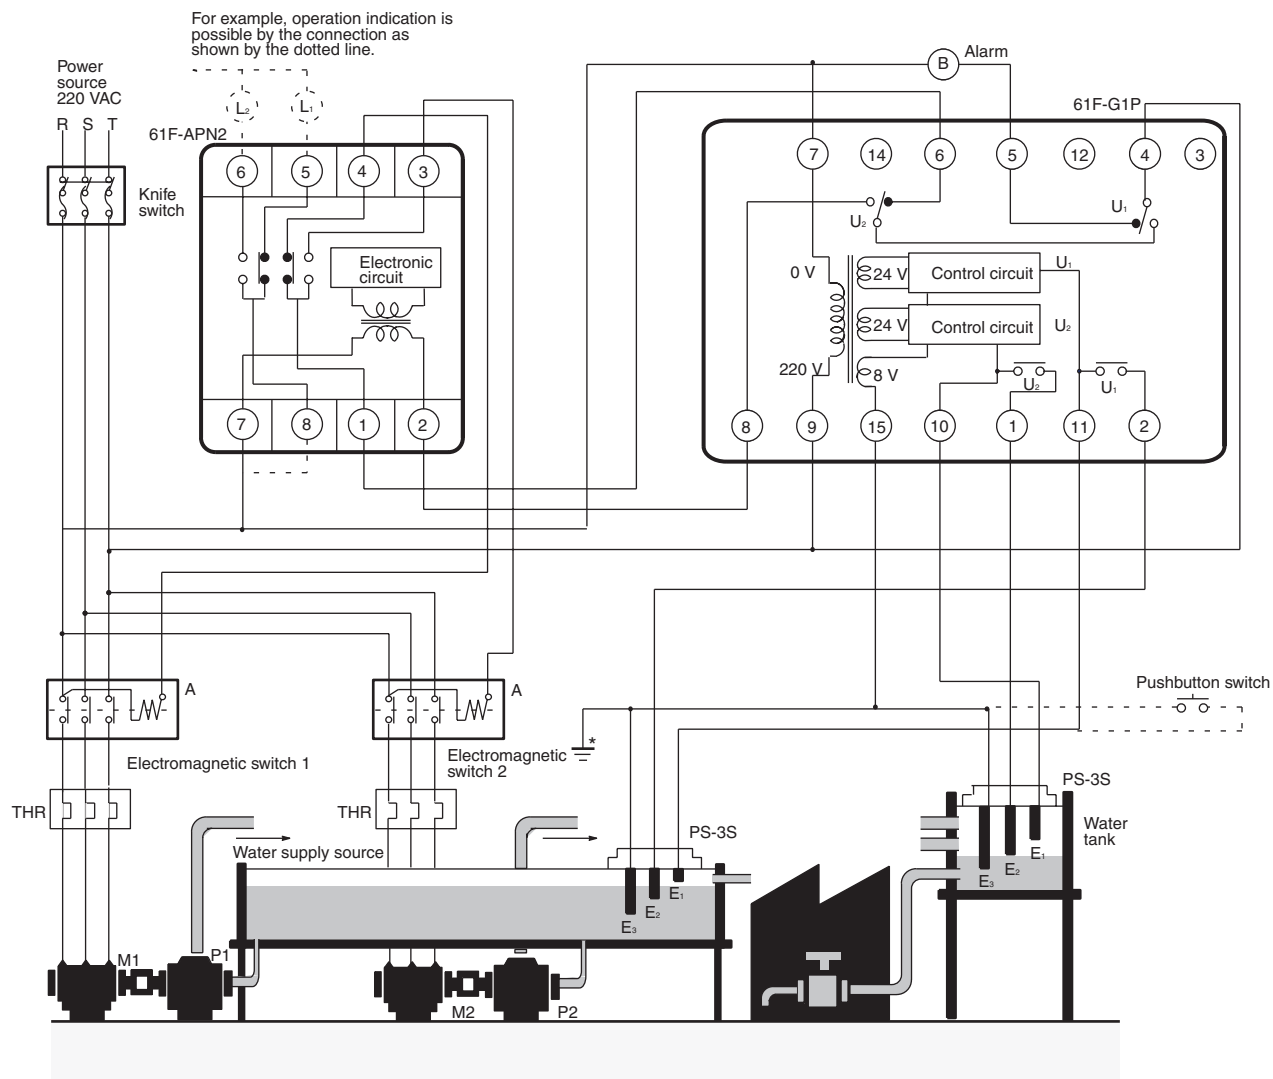 For example, operation indication is
possible by the connection as
shown by the dotted line.
Power
source
220 VAC
R S T
Knife
switch
L₂ L₁
61F-APN2
6 5 4 3
Electronic
circuit
7 8 1 2
B Alarm
61F-G1P
7 14 6 5 12 4 3
U₂
U₁
0 V
24 V
Control circuit
U₁
24 V
Control circuit
U₂
220 V
8 V
U₂
U₁
8 9 15 10 1 11 2
A
Electromagnetic switch 1
A
Electromagnetic
switch 2
*
Pushbutton switch
THR
THR
Water supply source
PS-3S
E₁
E₂
E₃
PS-3S
Water
tank
E₁
E₂
E₃
M1
P1
M2
P2